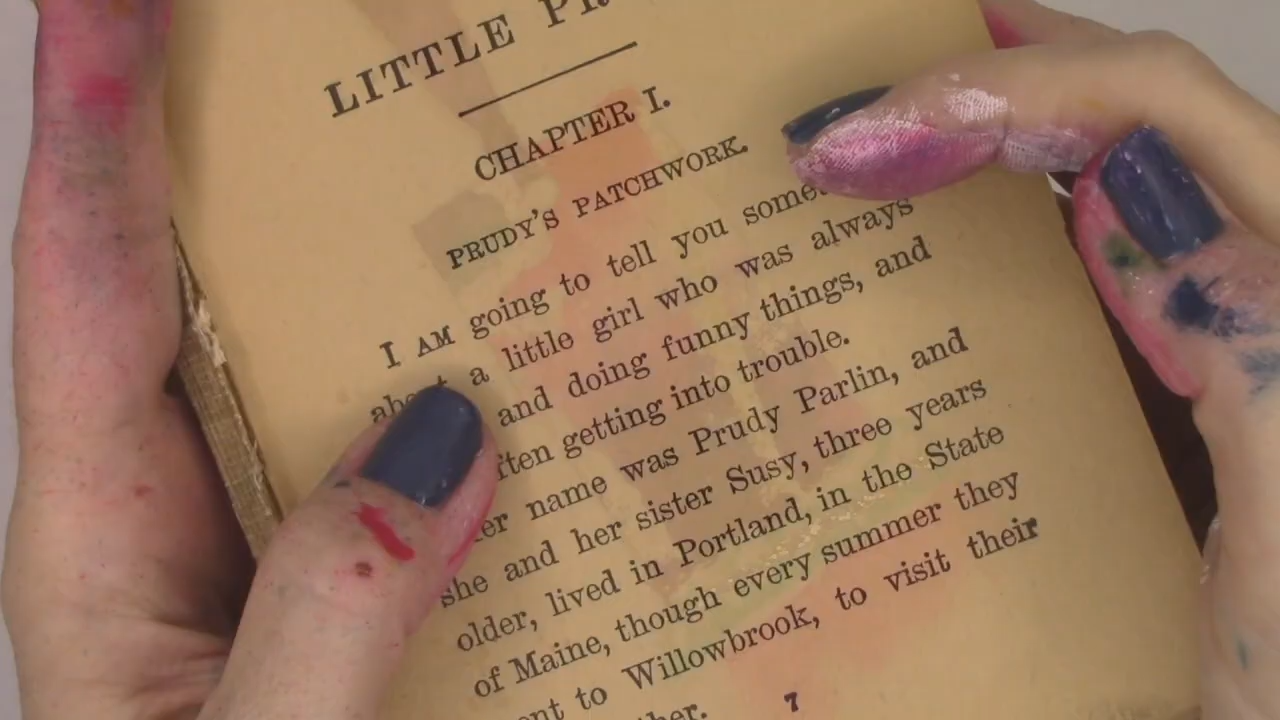 LITTLE
CHAPTER I.
PRUDY'S PATCHWORK.
I AM going to tell you
a little girl who was always
and doing funny things, and
getting into trouble.
name was Prudy Parlin, and
she and her sister Susy, three years
older, lived in Portland, in the State
of Maine, though every summer they
to Willowbrook, to visit their
7